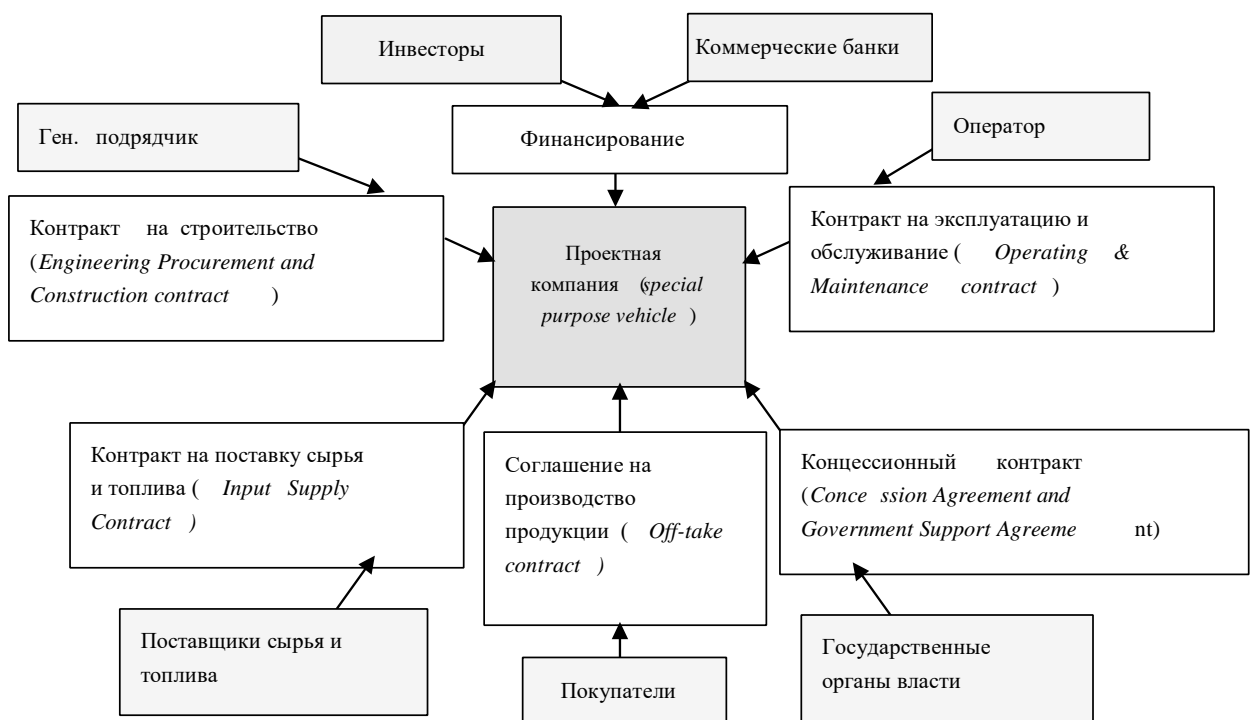 Инвесторы
Коммерческие банки
Ген. подрядчик
Финансирование
Оператор
Контракт на строительство
(Engineering Procurement and
Construction contract )
Проектная
компания (special
purpose vehicle )
Контракт на эксплуатацию и
обслуживание ( Operating &
Maintenance contract )
Контракт на поставку сырья
и топлива ( Input Supply
Contract )
Соглашение на
производство
продукции ( Off-take
contract )
Концессионный контракт
(Conce ssion Agreement and
Government Support Agreeme nt)
Поставщики сырья и
топлива
Покупатели
Государственные
органы власти